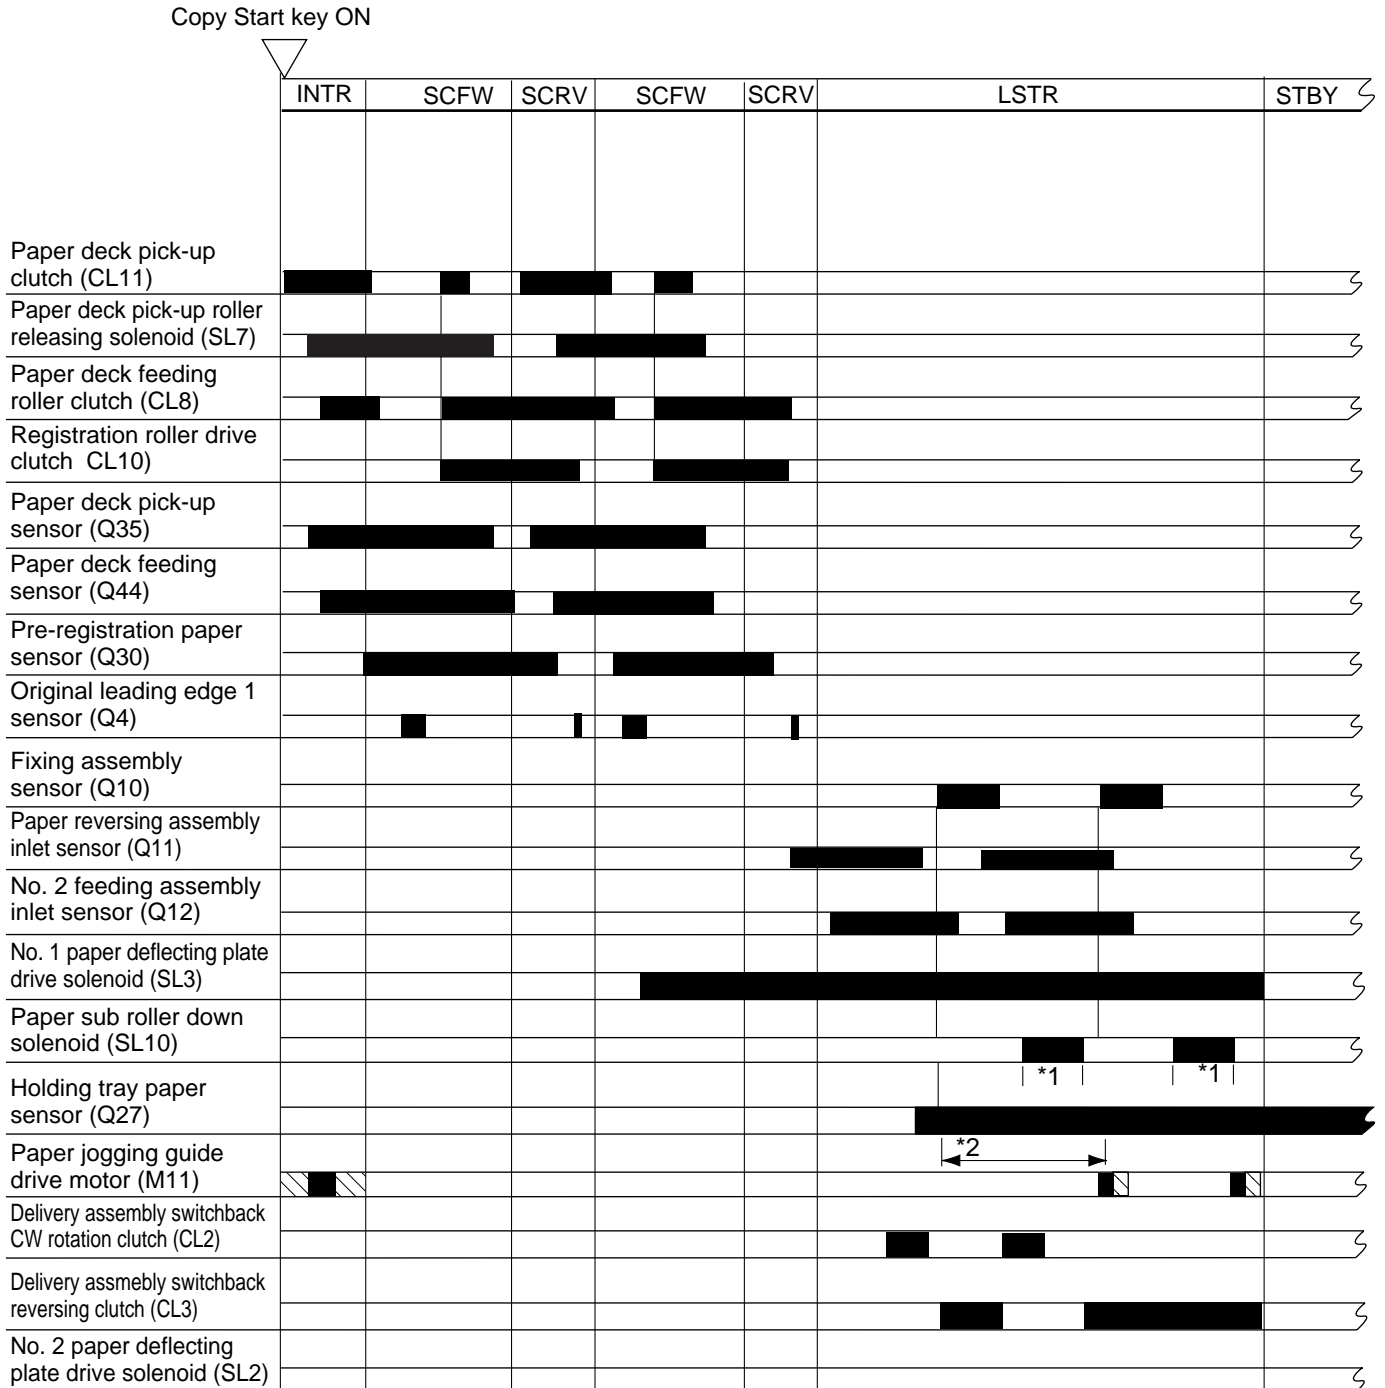 Copy Start key ON
INTR SCFW SCRV SCFW SCRV LSTR STBY
Paper deck pick-up
clutch (CL11)
Paper deck pick-up roller
releasing solenoid (SL7)
Paper deck feeding
roller clutch (CL8)
Registration roller drive
clutch CL10)
Paper deck pick-up
sensor (Q35)
Paper deck feeding
sensor (Q44)
Pre-registration paper
sensor (Q30)
Original leading edge 1
sensor (Q4)
Fixing assembly
sensor (Q10)
Paper reversing assembly
inlet sensor (Q11)
No. 2 feeding assembly
inlet sensor (Q12)
No. 1 paper deflecting plate
drive solenoid (SL3)
Paper sub roller down
solenoid (SL10)
*1 *1
Holding tray paper
sensor (Q27)
*2
Paper jogging guide
drive motor (M11)
Delivery assembly switchback
CW rotation clutch (CL2)
Delivery assmebly switchback
reversing clutch (CL3)
No. 2 paper deflecting
plate drive solenoid (SL2)